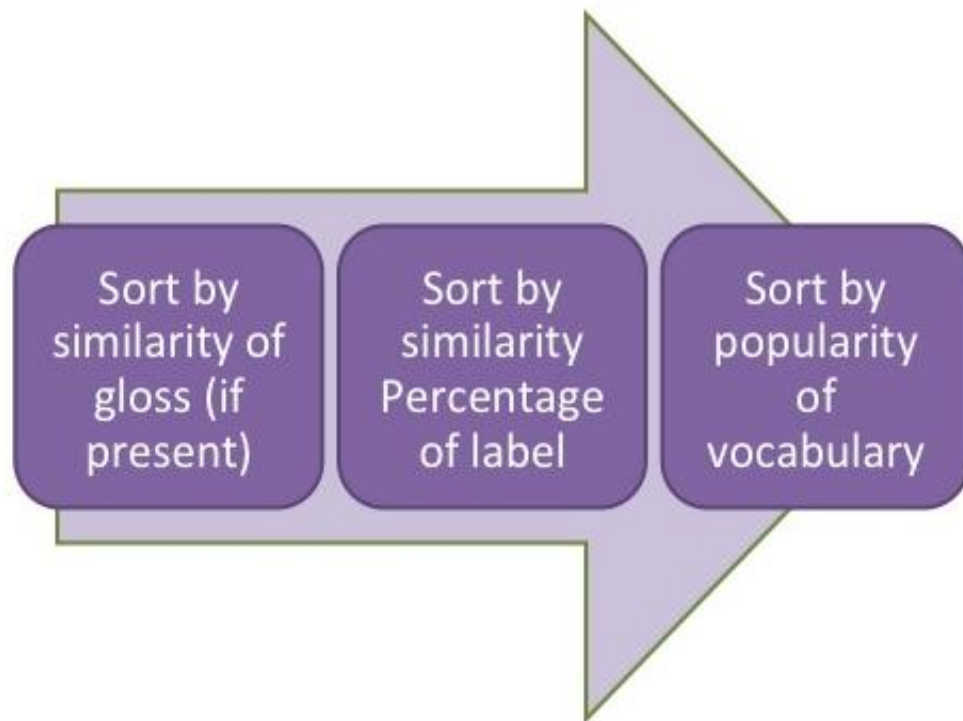 Sort by
similarity of
gloss (if
present)
Sort by
similarity
Percentage
of label
Sort by
popularity
of
vocabulary